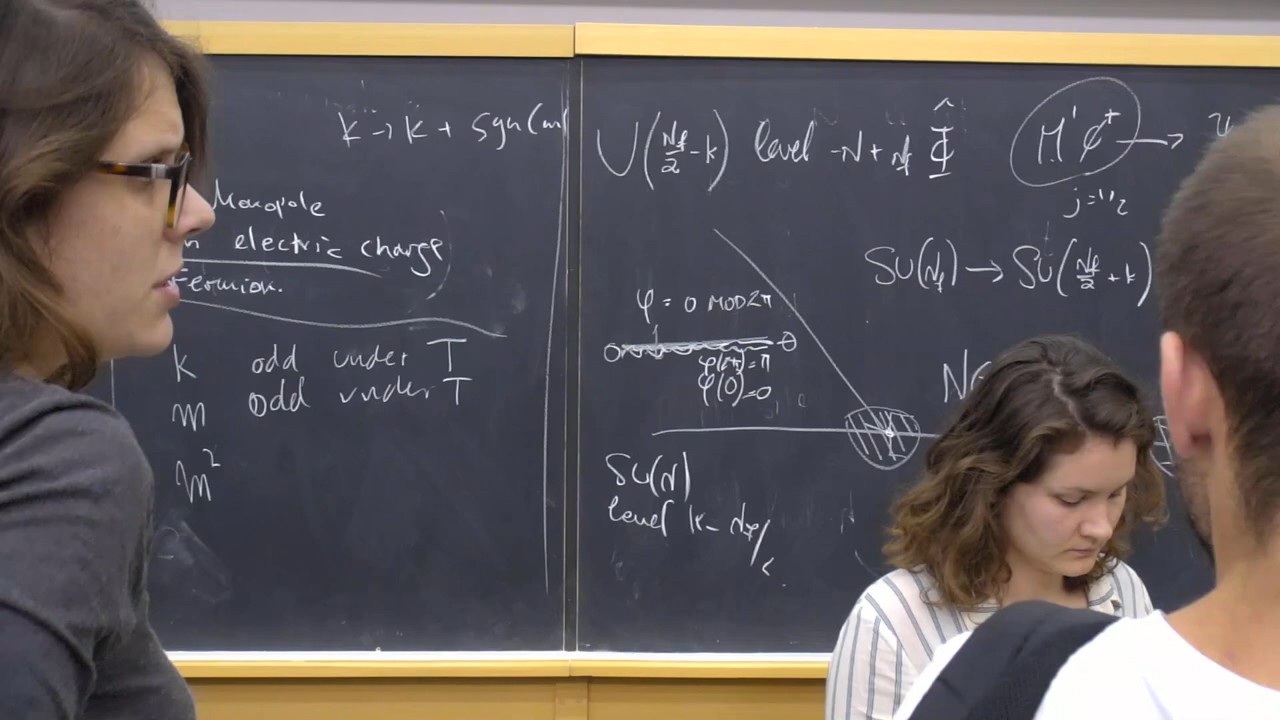 k → k + sgn(m
Monopole
n electric charge
Fermion.
k odd under T
m odd under T
m²
U(Nf/2 - k) level -N + Nf Φ̂
M' φ⁺ →
j = 1/2
SU(Nf) → SU(Nf/2 + k)
φ = 0 MOD 2π
φ(0) = 0
SU(N)
level k - Nf/2